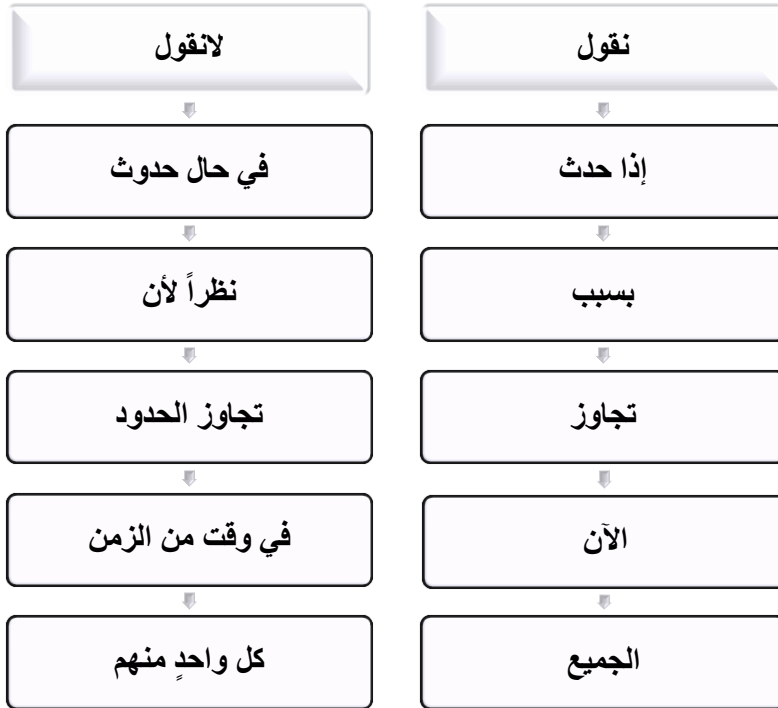 نقول
لانقول
إذا حدث
في حال حدوث
بسبب
نظراً لأن
تجاوز
تجاوز الحدود
الآن
في وقت من الزمن
الجميع
كل واحدٍ منهم